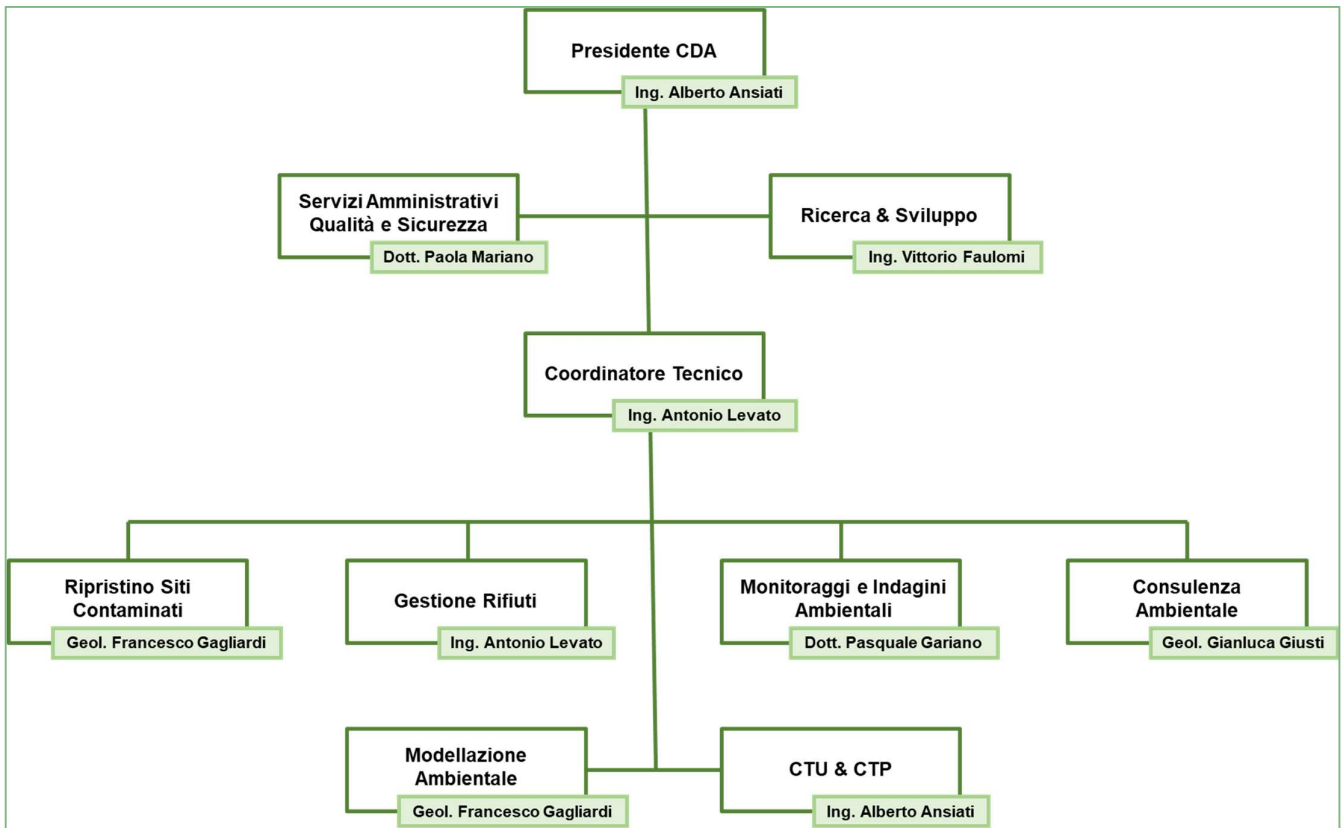 Presidente CDA
Ing. Alberto Ansiati
Servizi Amministrativi
Qualità e Sicurezza
Dott. Paola Mariano
Ricerca & Sviluppo
Ing. Vittorio Faulomi
Coordinatore Tecnico
Ing. Antonio Levato
Ripristino Siti
Contaminati
Geol. Francesco Gagliardi
Gestione Rifiuti
Ing. Antonio Levato
Monitoraggi e Indagini
Ambientali
Dott. Pasquale Gariano
Consulenza
Ambientale
Geol. Gianluca Giusti
Modellazione
Ambientale
Geol. Francesco Gagliardi
CTU & CTP
Ing. Alberto Ansiati